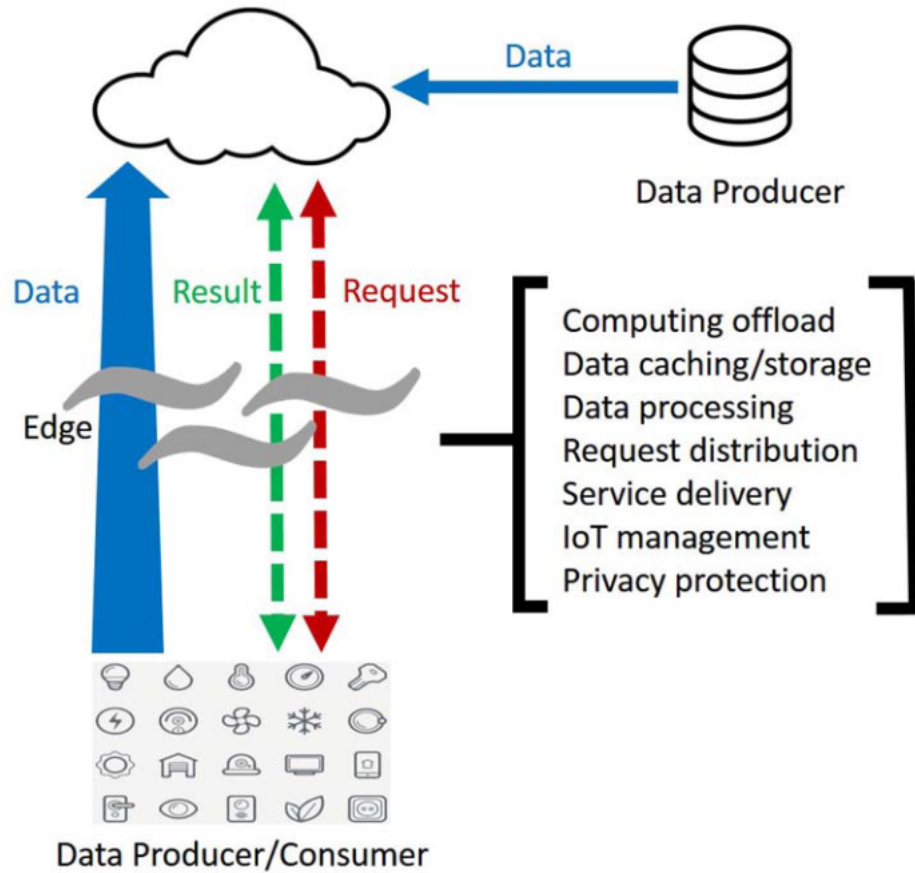 Data
Data Producer
Data
Result
Request
Computing offload
Data caching/storage
Data processing
Request distribution
Service delivery
IoT management
Privacy protection
Edge
Data Producer/Consumer